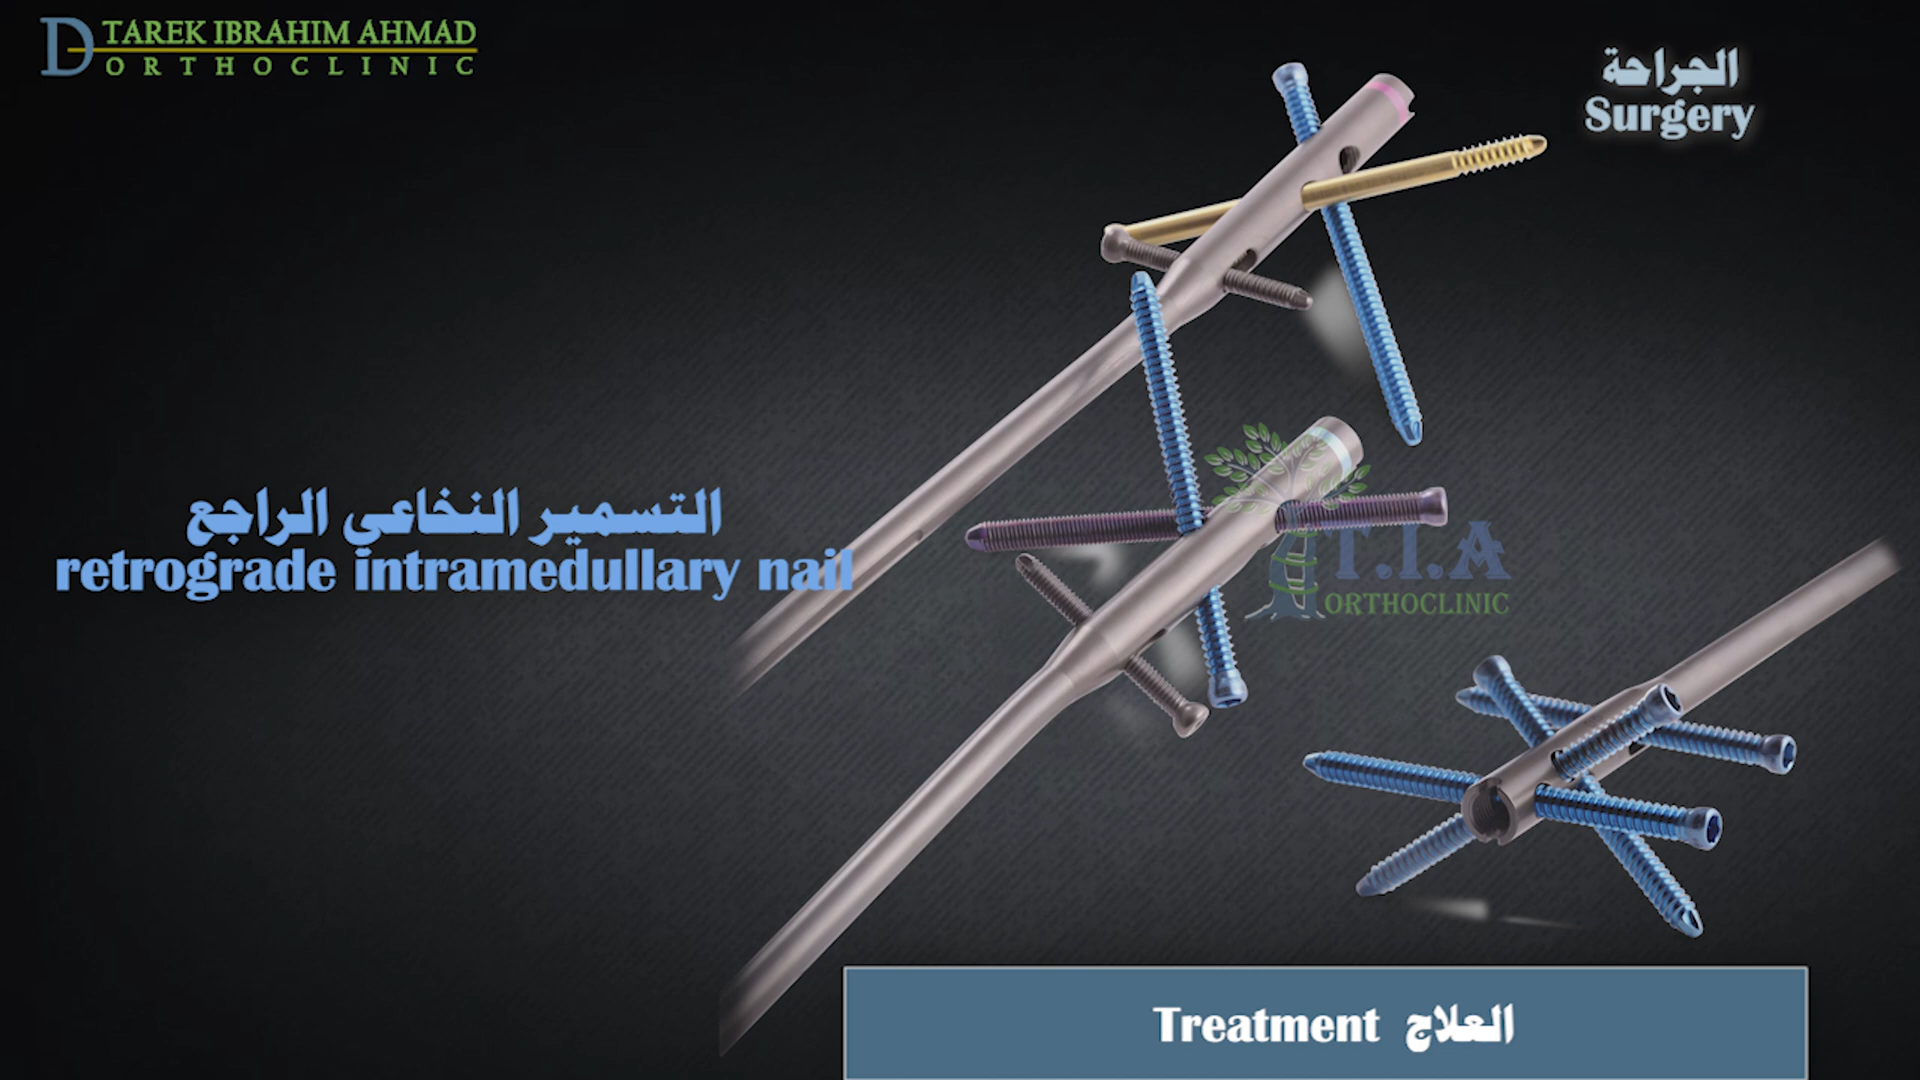 D TAREK IBRAHIM AHMAD
ORTHOCLINIC
الجراحة
Surgery
التسمير النخاعي الراجع
retrograde intramedullary nail
T.I.A
ORTHOCLINIC
Treatment العلاج